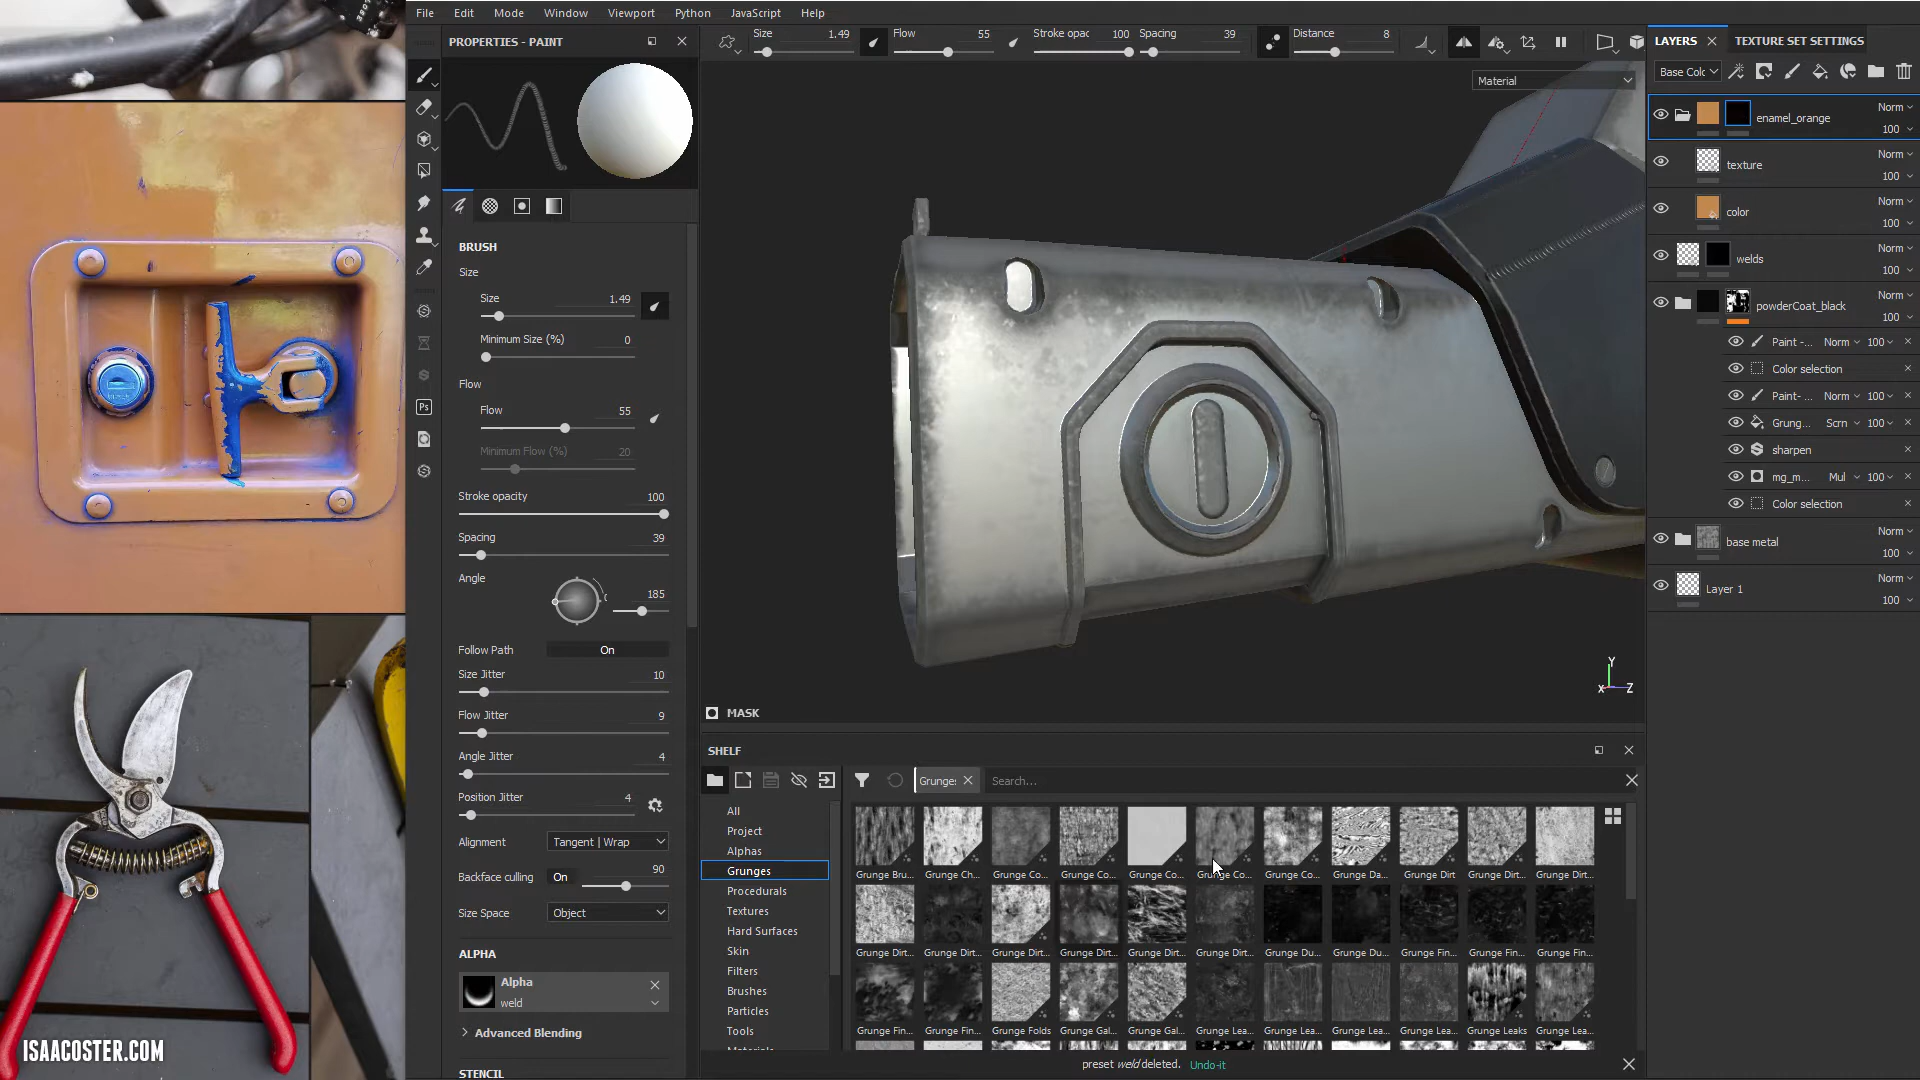 File Edit Mode Window Viewport Python JavaScript Help
PROPERTIES - PAINT
Size 1.49 Flow 55 Stroke opac 100 Spacing 39 Distance 8
Material
MASK
BRUSH
Size
Size 1.49
Minimum Size (%) 0
Flow
Flow 55
Minimum Flow (%) 20
Stroke opacity 100
Spacing 39
Angle
185
Follow Path On
Size Jitter 10
Flow Jitter 9
Angle Jitter 4
Position Jitter 4
Alignment Tangent | Wrap
Backface culling On 90
Size Space Object
ALPHA
Alpha
weld
Advanced Blending
STENCIL
Ps
Y
X Z
SHELF
Grunges Search...
All
Project
Alphas
Grunges
Procedurals
Textures
Hard Surfaces
Skin
Filters
Brushes
Particles
Tools
Materials
Grunge Bru... Grunge Ch... Grunge Co... Grunge Co... Grunge Co... Grunge Co... Grunge Co... Grunge Da... Grunge Dirt Grunge Dirt... Grunge Dirt...
Grunge Dirt... Grunge Dirt... Grunge Dirt... Grunge Dirt... Grunge Dirt... Grunge Dirt... Grunge Du... Grunge Du... Grunge Fin... Grunge Fin... Grunge Fin...
Grunge Fin... Grunge Fin... Grunge Folds Grunge Gal... Grunge Gal... Grunge Lea... Grunge Lea... Grunge Lea... Grunge Lea... Grunge Leaks Grunge Lea...
preset weld deleted. Undo-it
LAYERS TEXTURE SET SETTINGS
Base Colo
enamel_orange Norm 100
texture Norm 100
color Norm 100
welds Norm 100
powderCoat_black Norm 100
Paint -... Norm 100
Color selection
Paint-... Norm 100
Grung... Scrn 100
sharpen
mg_m... Mul 100
Color selection
base metal Norm 100
Layer 1 Norm 100
ISAACOSTER.COM